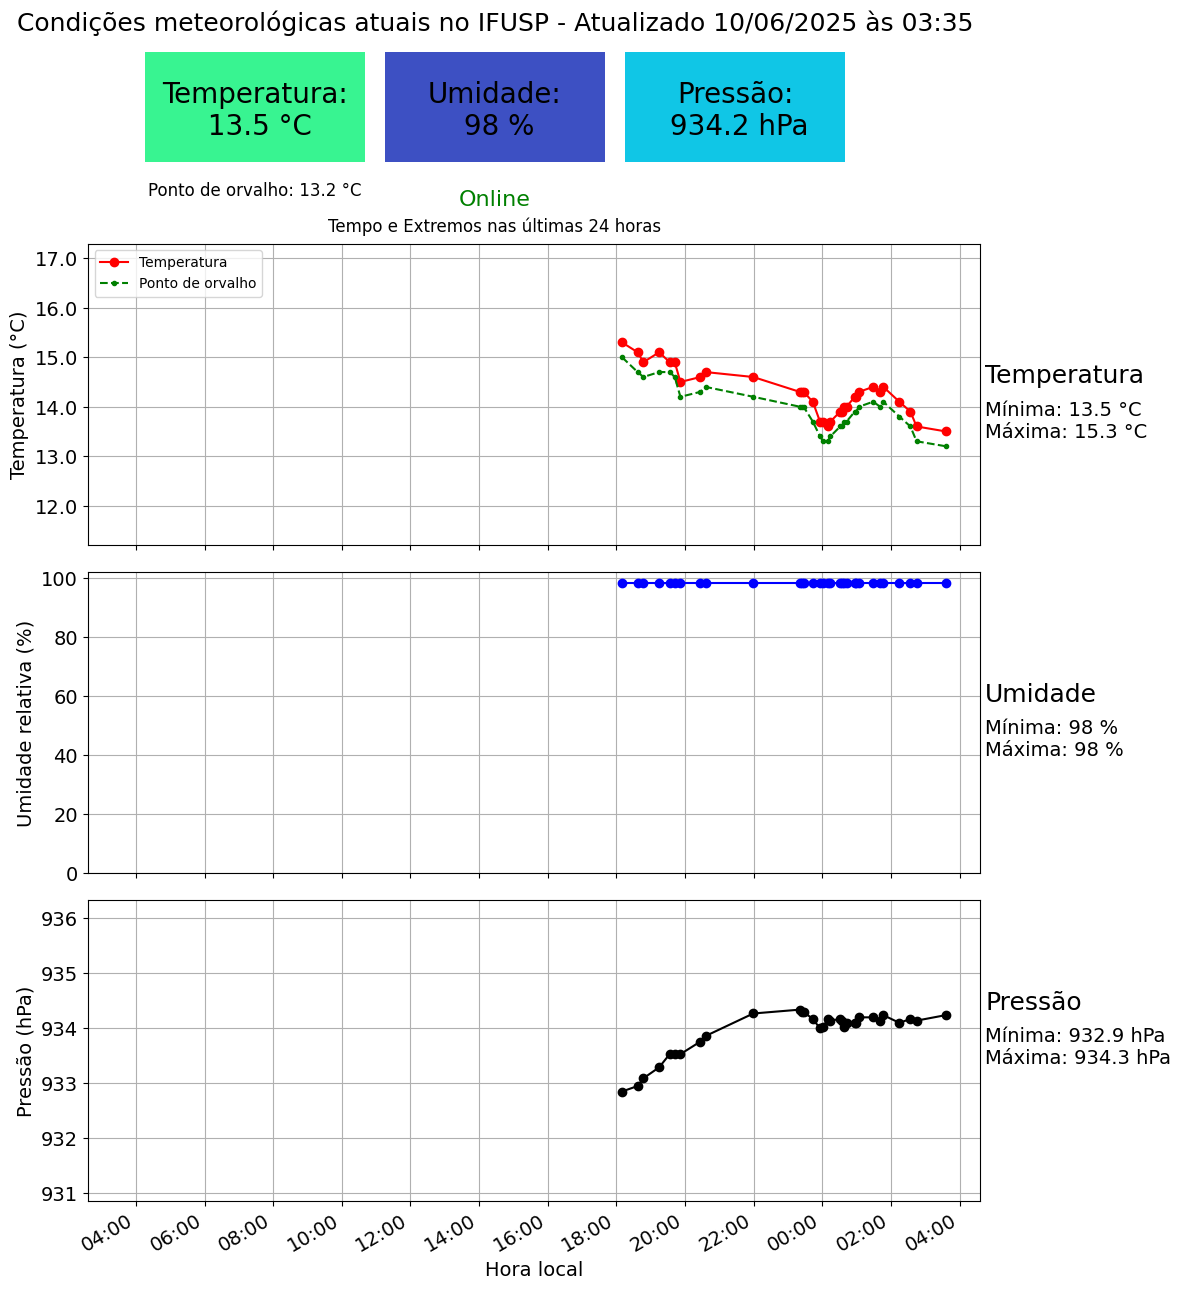 Condições meteorológicas atuais no IFUSP - Atualizado 10/06/2025 às 03:35
Temperatura:
13.5 °C
Umidade:
98 %
Pressão:
934.2 hPa
Ponto de orvalho: 13.2 °C
Online
Tempo e Extremos nas últimas 24 horas
Temperatura
Ponto de orvalho
Temperatura (°C)
17.0
16.0
15.0
14.0
13.0
12.0
Temperatura
Mínima: 13.5 °C
Máxima: 15.3 °C
Umidade relativa (%)
100
80
60
40
20
0
Umidade
Mínima: 98 %
Máxima: 98 %
Pressão (hPa)
936
935
934
933
932
931
Pressão
Mínima: 932.9 hPa
Máxima: 934.3 hPa
04:00 06:00 08:00 10:00 12:00 14:00 16:00 18:00 20:00 22:00 00:00 02:00 04:00
Hora local